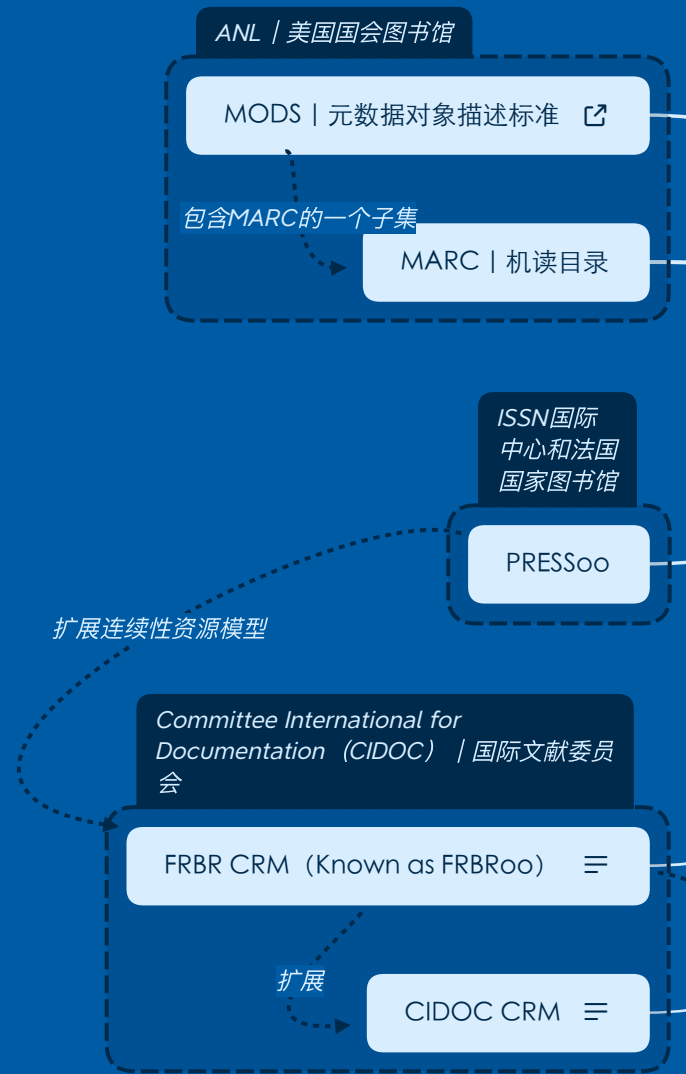 ANL | 美国国会图书馆
MODS | 元数据对象描述标准
包含MARC的一个子集
MARC | 机读目录
ISSN国际
中心和法国
国家图书馆
PRESSoo
扩展连续性资源模型
Committee International for
Documentation（CIDOC）| 国际文献委员
会
FRBR CRM（Known as FRBRoo）
扩展
CIDOC CRM